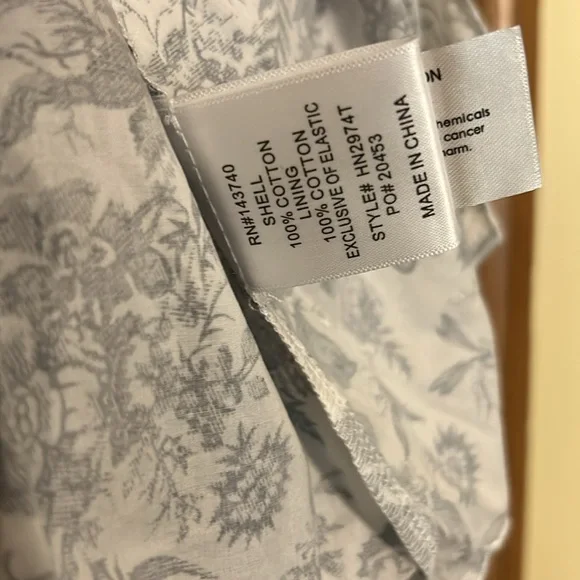 RN#143740
SHELL
100% COTTON
LINING
100% COTTON
EXCLUSIVE OF ELASTIC
STYLE# HN2974T
PO# 20453
MADE IN CHINA
ON
hemicals
cancer
arm.